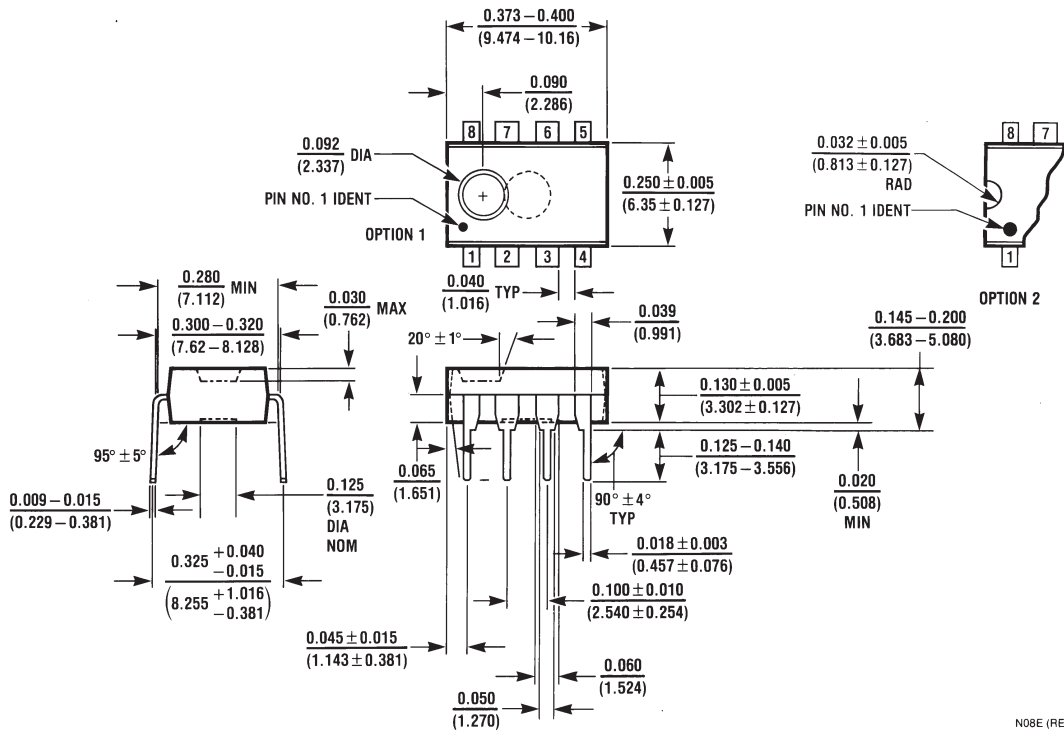 0.373 – 0.400
(9.474 – 10.16)
0.090
(2.286)
8 7 6 5
0.092 DIA
(2.337)
PIN NO. 1 IDENT
OPTION 1
1 2 3 4
0.250 ± 0.005
(6.35 ± 0.127)
8 7
0.032 ± 0.005
(0.813 ± 0.127)
RAD
PIN NO. 1 IDENT
1
OPTION 2
0.280 MIN
(7.112)
0.300 – 0.320
(7.62 – 8.128)
0.030 MAX
(0.762)
0.040 TYP
(1.016)
20° ± 1°
0.039
(0.991)
0.145 – 0.200
(3.683 – 5.080)
0.130 ± 0.005
(3.302 ± 0.127)
0.125 – 0.140
(3.175 – 3.556)
0.020
(0.508)
MIN
95° ± 5°
0.009 – 0.015
(0.229 – 0.381)
0.125
(3.175)
DIA
NOM
0.065
(1.651)
90° ± 4°
TYP
0.018 ± 0.003
(0.457 ± 0.076)
0.325 +0.040
−0.015
(8.255 +1.016
−0.381)
0.100 ± 0.010
(2.540 ± 0.254)
0.045 ± 0.015
(1.143 ± 0.381)
0.060
(1.524)
0.050
(1.270)
N08E (RE